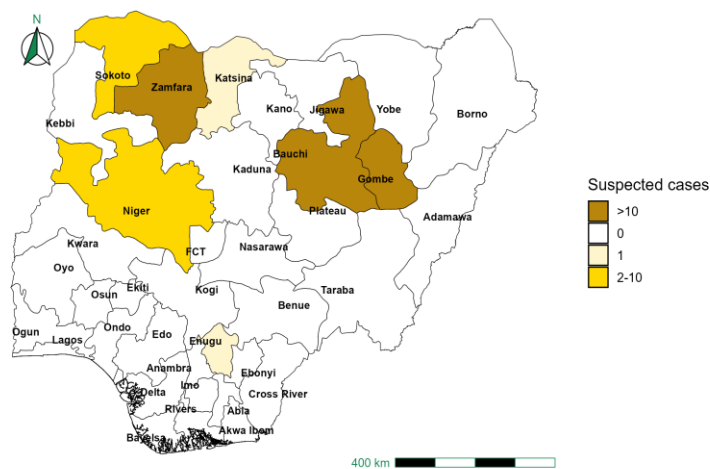 N
Sokoto
Zamfara
Katsina
Kano
Jigawa
Yobe
Borno
Kebbi
Bauchi
Kaduna
Gombe
Niger
Plateau
Adamawa
Kwara
FCT
Nasarawa
Oyo
Ekiti
Kogi
Taraba
Osun
Benue
Ogun
Ondo
Edo
Lagos
Enugu
Anambra
Ebonyi
Imo
Delta
Cross River
Rivers
Abia
Bayelsa
Akwa Ibom
Suspected cases
>10
0
1
2-10
400 km